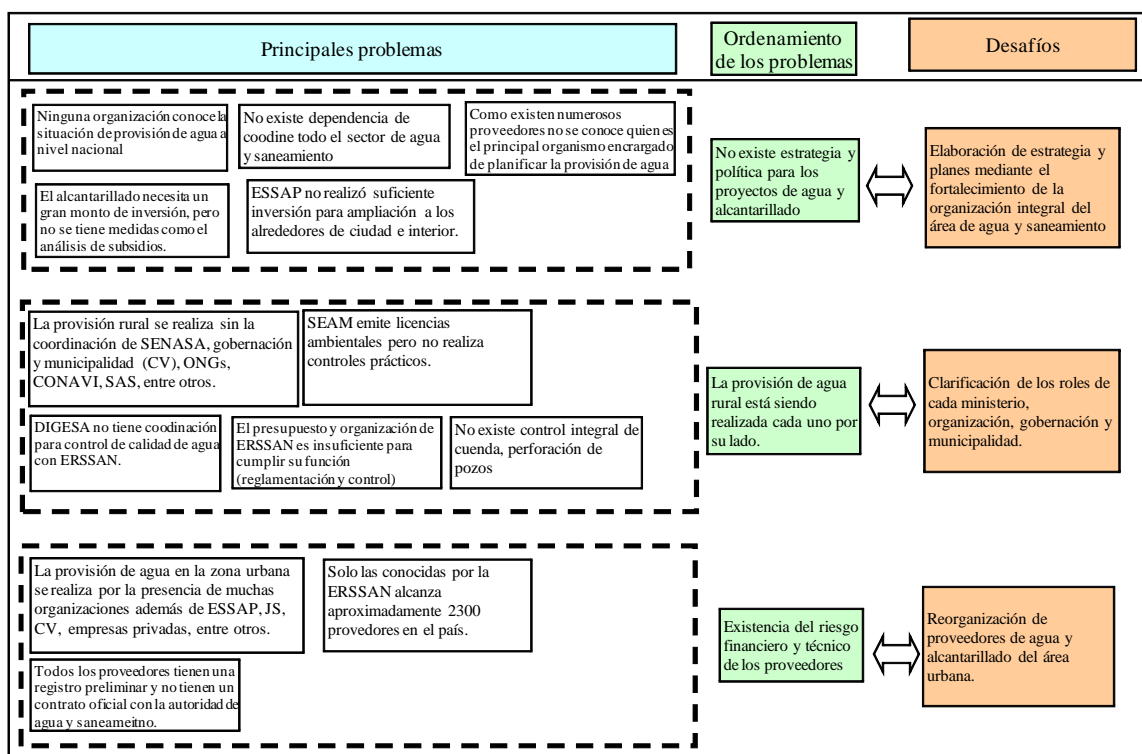 Principales problemas
Ordenamiento
de los problemas
Desafíos
Ninguna organización conoce la
situación de provisión de agua a
nivel nacional
No existe dependencia de
coodine todo el sector de agua
y saneamiento
Como existen numerosos
proveedores no se conoce quien es
el principal organismo encrargado
de planificar la provisión de agua
El alcantarillado necesita un
gran monto de inversión, pero
no se tiene medidas como el
análisis de subsidios.
ESSAP no realizó suficiente
inversión para ampliación a los
alrededores de ciudad e interior.
No existe estrategia y
política para los
proyectos de agua y
alcantarillado
Elaboración de estrategia y
planes mediante el
fortalecimiento de la
organización integral del
área de agua y saneamiento
La provisión rural se realiza sin la
coordinación de SENASA, gobernación
y municipalidad (CV), ONGs,
CONAVI, SAS, entre otros.
SEAM emite licencias
ambientales pero no realiza
controles prácticos.
DIGESA no tiene coodinación
para control de calidad de agua
con ERSSAN.
El presupuesto y organización de
ERSSAN es insuficiente para
cumplir su función
(reglamentación y control)
No existe control integral de
cuenda, perforación de
pozos
La provisión de agua
rural está siendo
realizada cada uno por
su lado.
Clarificación de los roles de
cada ministerio,
organización, gobernación y
municipalidad.
La provisión de agua en la zona urbana
se realiza por la presencia de muchas
organizaciones además de ESSAP, JS,
CV, empresas privadas, entre otros.
Solo las conocidas por la
ERSSAN alcanza
aproximadamente 2300
provedores en el país.
Todos los proveedores tienen una
registro preliminar y no tienen un
contrato oficial con la autoridad de
agua y saneameitno.
Existencia del riesgo
financiero y técnico
de los proveedores
Reorganización de
proveedores de agua y
alcantarillado del área
urbana.